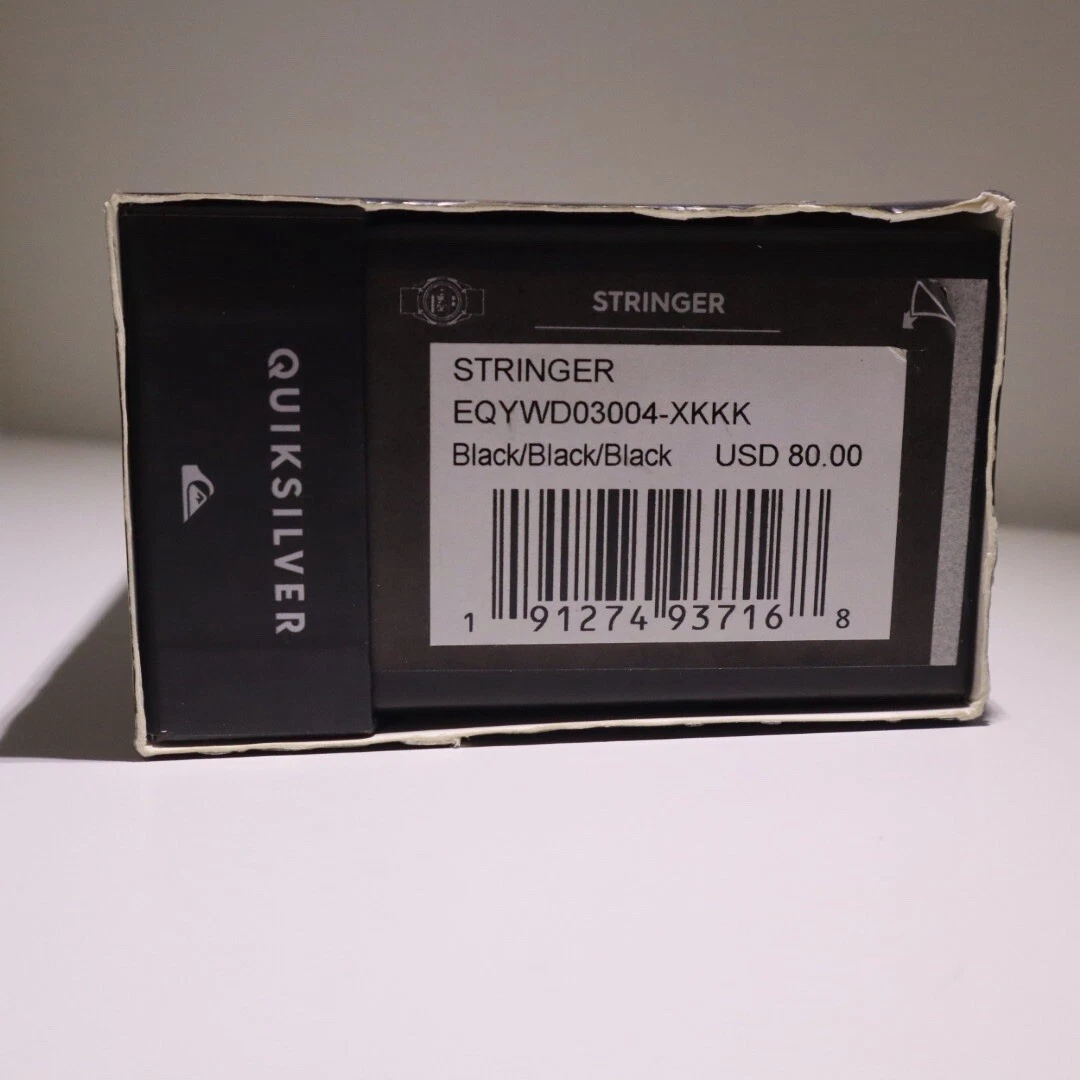 QUIKSILVER
STRINGER
STRINGER
EQYWD03004-XKKK
Black/Black/Black USD 80.00
1 91274 93716 8